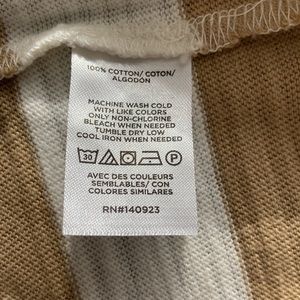 100% COTTON/ COTON/
ALGODÓN
MACHINE WASH COLD
WITH LIKE COLORS
ONLY NON-CHLORINE
BLEACH WHEN NEEDED
TUMBLE DRY LOW
COOL IRON WHEN NEEDED
30 P
AVEC DES COULEURS
SEMBLABLES/ CON
COLORES SIMILARES
RN#140923